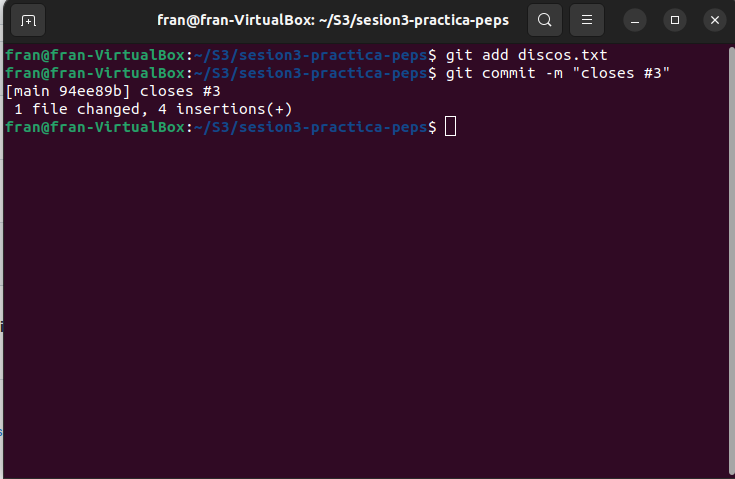 fran@fran-VirtualBox: ~/S3/sesion3-practica-peps
fran@fran-VirtualBox:~/S3/sesion3-practica-peps$ git add discos.txt
fran@fran-VirtualBox:~/S3/sesion3-practica-peps$ git commit -m "closes #3"
[main 94ee89b] closes #3
 1 file changed, 4 insertions(+)
fran@fran-VirtualBox:~/S3/sesion3-practica-peps$